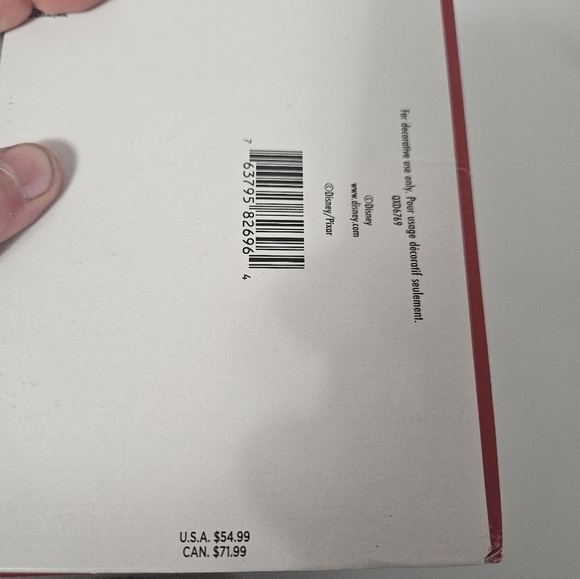 For decorative use only. Pour usage décoratif seulement.
QXD6769
©Disney
www.disney.com
©Disney/Pixar
7 63795 82696 4
U.S.A. $54.99
CAN. $71.99